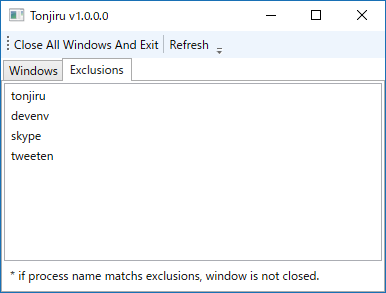 Tonjiru v1.0.0.0
Close All Windows And Exit Refresh
Windows Exclusions
tonjiru
devenv
skype
tweeten
* if process name matchs exclusions, window is not closed.